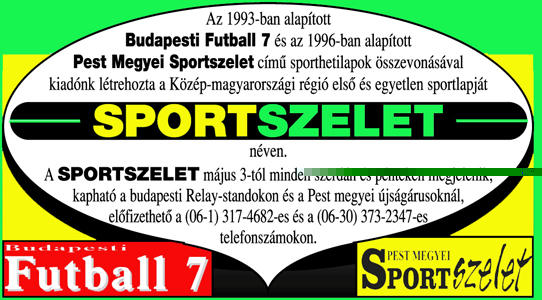 Az 1993-ban alapított
Budapesti Futball 7 és az 1996-ban alapított
Pest Megyei Sportszelet című sporthetilapok összevonásával
kiadónk létrehozta a Közép-magyarországi régió első és egyetlen sportlapját
SPORTSZELET
néven.
A SPORTSZELET május 3-tól minden szerdán és pénteken megjelenik,
kapható a budapesti Relay-standokon és a Pest megyei újságárusoknál,
előfizethető a (06-1) 317-4682-es és a (06-30) 373-2347-es
telefonszámokon.
Budapesti
Futball 7
PEST MEGYEI
SPORTszelet